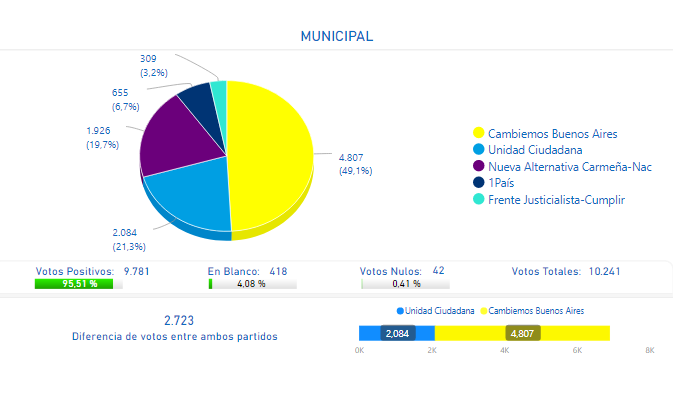 MUNICIPAL
309
(3,2%)
655
(6,7%)
1.926
(19,7%)
4.807
(49,1%)
2.084
(21,3%)
Cambiemos Buenos Aires
Unidad Ciudadana
Nueva Alternativa Carmeña-Nac
1País
Frente Justicialista-Cumplir
Votos Positivos: 9.781
95,51 %
En Blanco: 418
4,08 %
Votos Nulos: 42
0,41 %
Votos Totales: 10.241
2.723
Diferencia de votos entre ambos partidos
Unidad Ciudadana Cambiemos Buenos Aires
2,084 4,807
0K 2K 4K 6K 8K